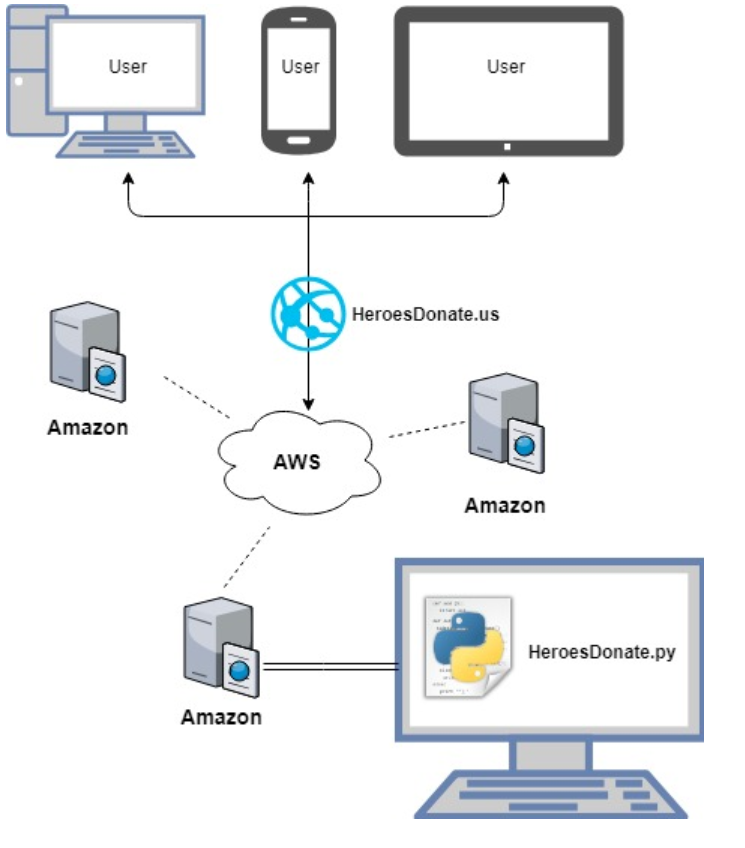 User
User
User
HeroesDonate.us
Amazon
AWS
Amazon
Amazon
HeroesDonate.py